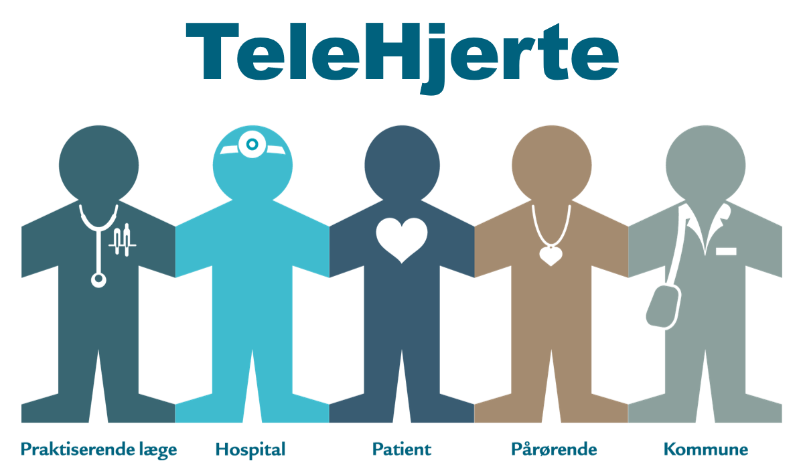 TeleHjerte
Praktiserende læge Hospital Patient Pårørende Kommune